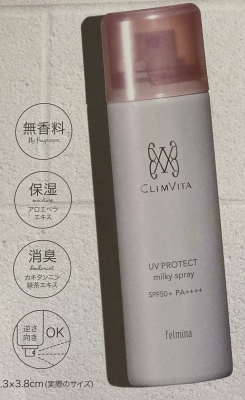 無香料
No fragrance
保湿
moisture
アロエベラ
エキス
消臭
deodorant
カキタンニン
緑茶エキス
逆さ
向き
OK
.3×3.8cm(実際のサイズ)
CLIMVITA
UV PROTECT
milky spray
SPF50+ PA++++
felmina